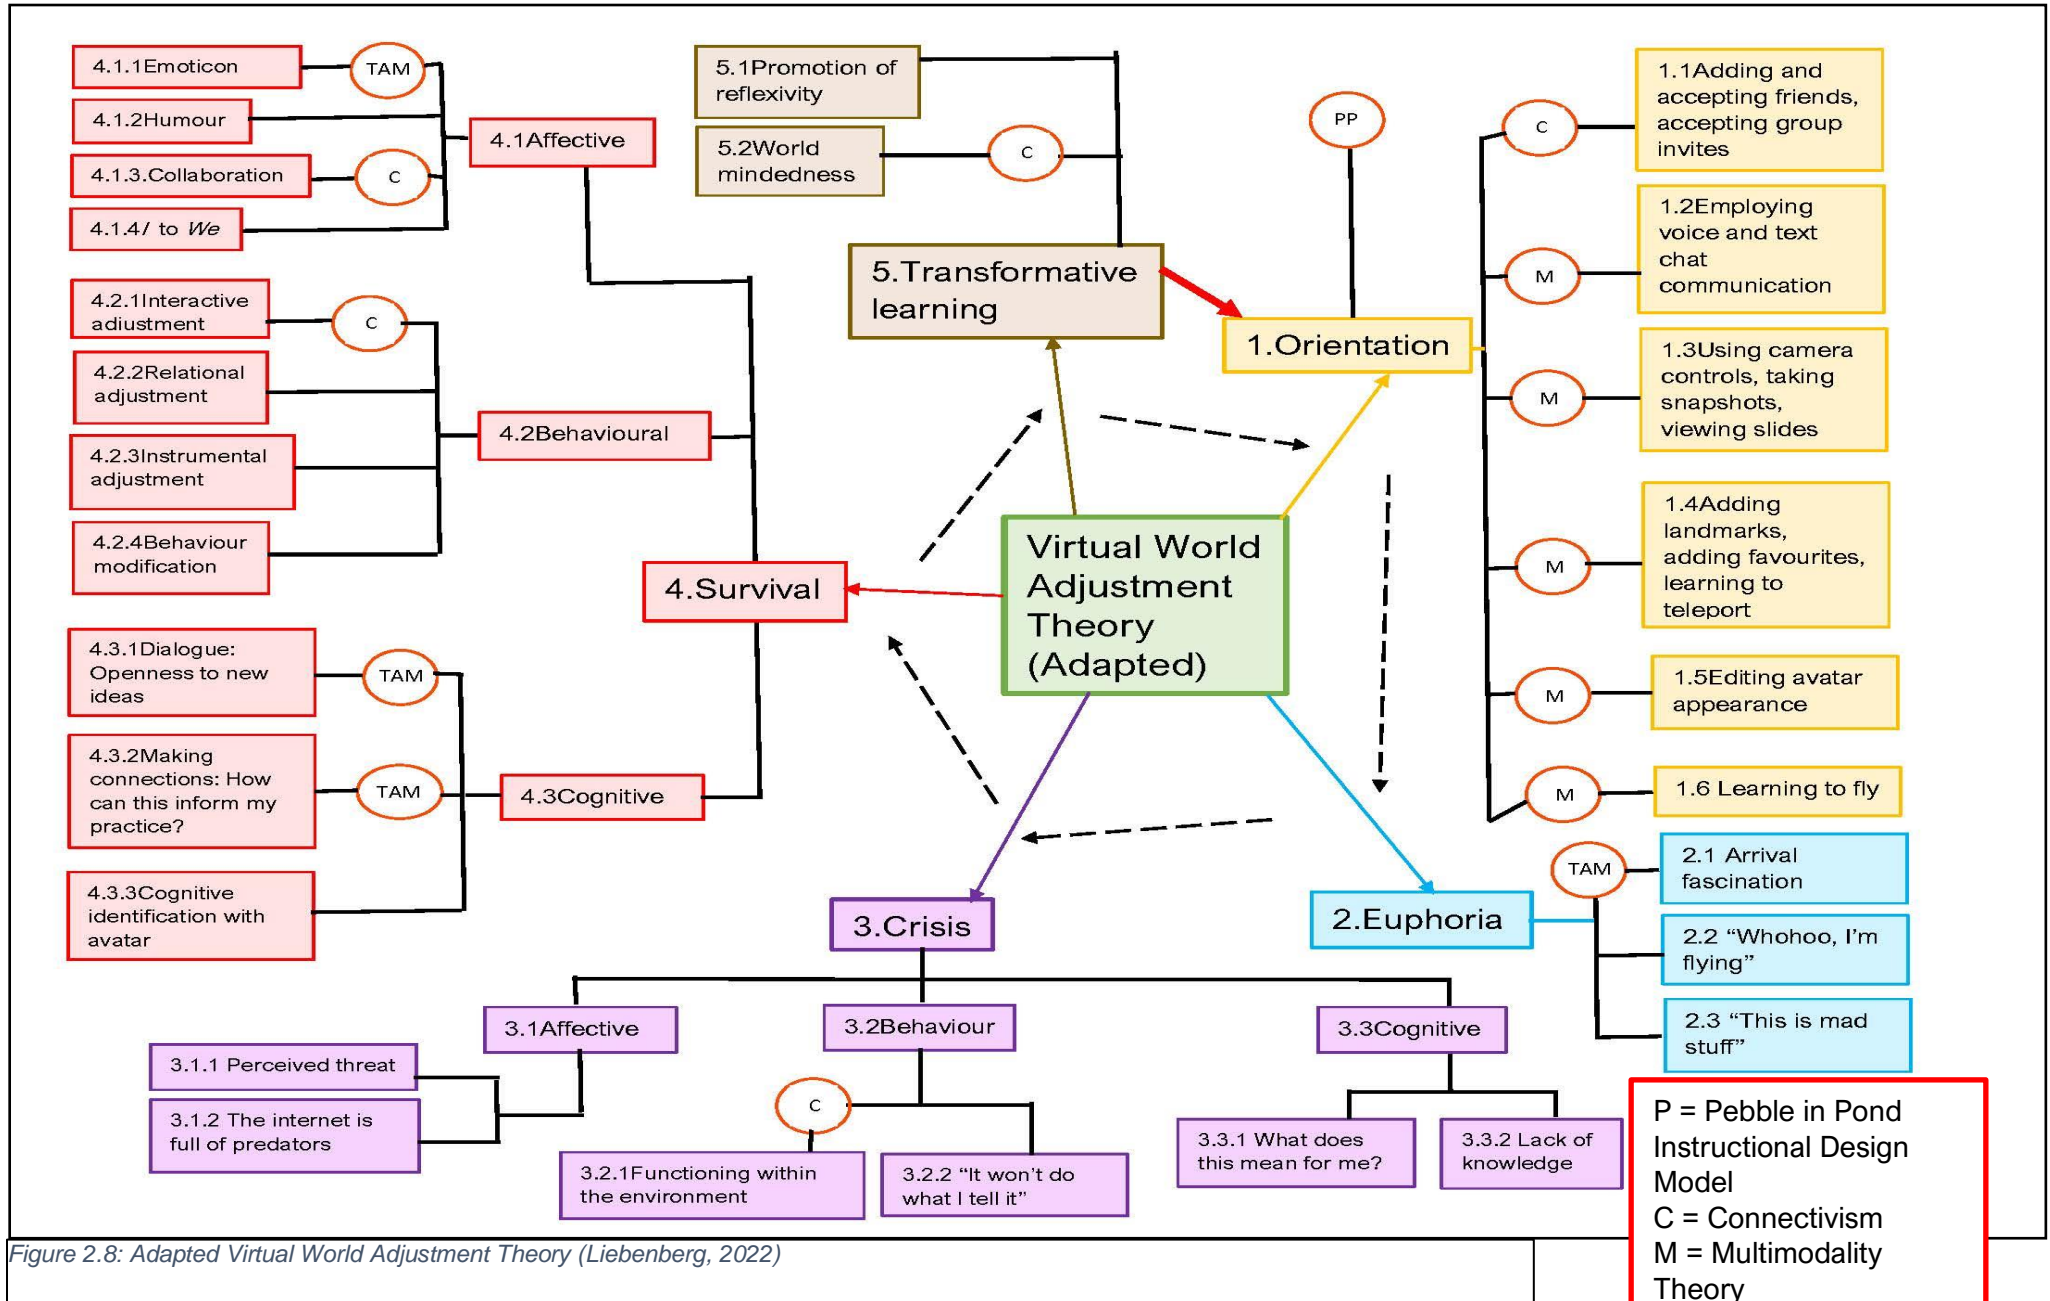 4.1.1Emoticon
TAM
4.1.2Humour
4.1.3.Collaboration
C
4.1.4I to We
4.1Affective
4.2.1Interactive
adiustment
C
4.2.2Relational
adjustment
4.2.3Instrumental
adjustment
4.2.4Behaviour
modification
4.2Behavioural
4.Survival
4.3.1Dialogue:
Openness to new
ideas
TAM
4.3.2Making
connections: How
can this inform my
practice?
TAM
4.3.3Cognitive
identification with
avatar
4.3Cognitive
5.1Promotion of
reflexivity
5.2World
mindedness
C
5.Transformative
learning
PP
1.Orientation
C
1.1Adding and
accepting friends,
accepting group
invites
M
1.2Employing
voice and text
chat
communication
M
1.3Using camera
controls, taking
snapshots,
viewing slides
M
1.4Adding
landmarks,
adding favourites,
learning to
teleport
M
1.5Editing avatar
appearance
M
1.6 Learning to fly
Virtual World
Adjustment
Theory
(Adapted)
2.Euphoria
TAM
2.1 Arrival
fascination
2.2 “Whohoo, I’m
flying”
2.3 “This is mad
stuff”
3.Crisis
3.1Affective
3.1.1 Perceived threat
3.1.2 The internet is
full of predators
3.2Behaviour
C
3.2.1Functioning within
the environment
3.2.2 “It won’t do
what I tell it”
3.3Cognitive
3.3.1 What does
this mean for me?
3.3.2 Lack of
knowledge
P = Pebble in Pond
Instructional Design
Model
C = Connectivism
M = Multimodality
Theory
Figure 2.8: Adapted Virtual World Adjustment Theory (Liebenberg, 2022)